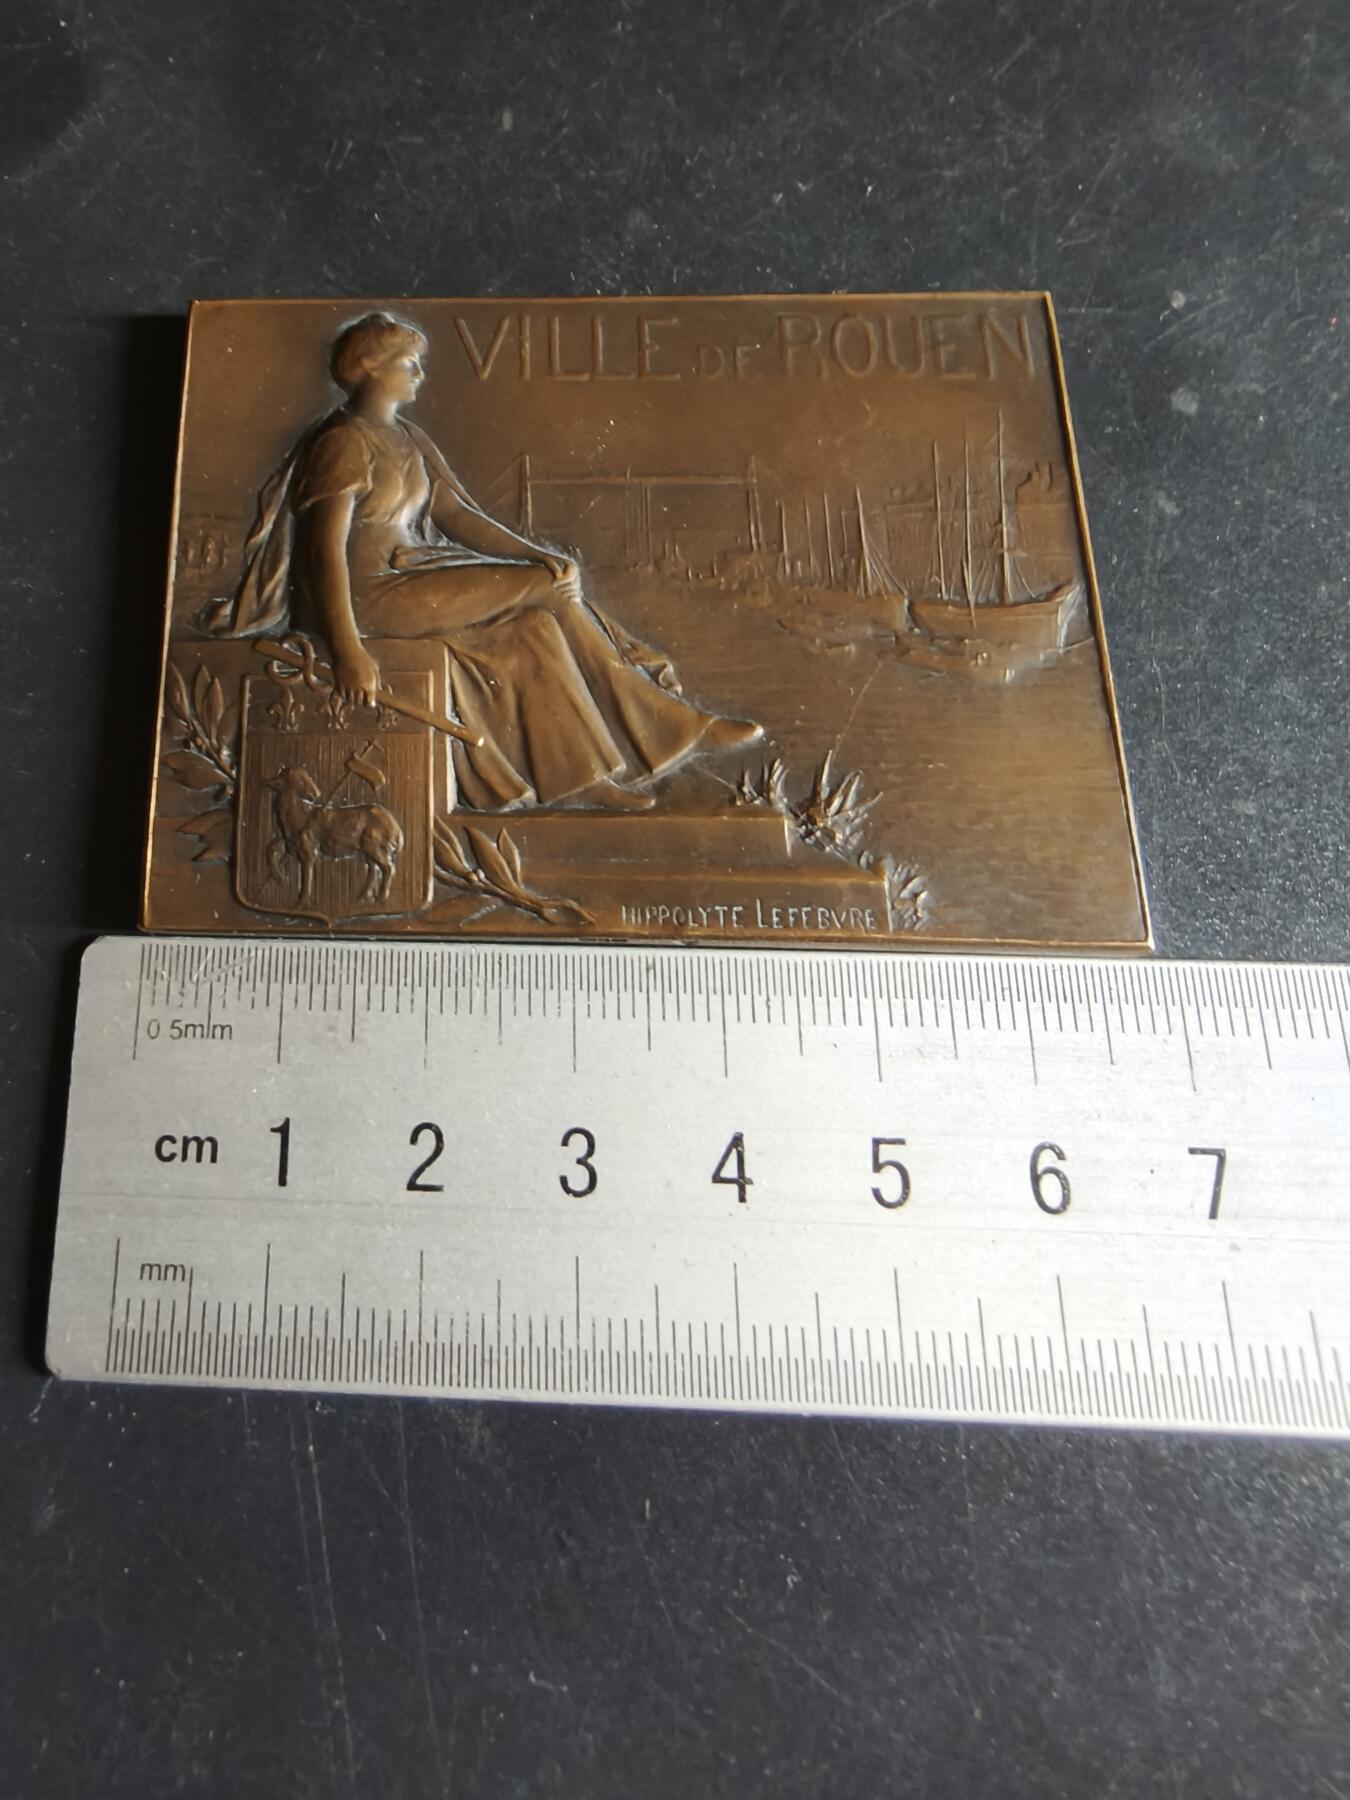 VILLE DE ROUEN
HIPPOLYTE LEFEBVRE
0 5mm
cm 1 2 3 4 5 6 7
mm